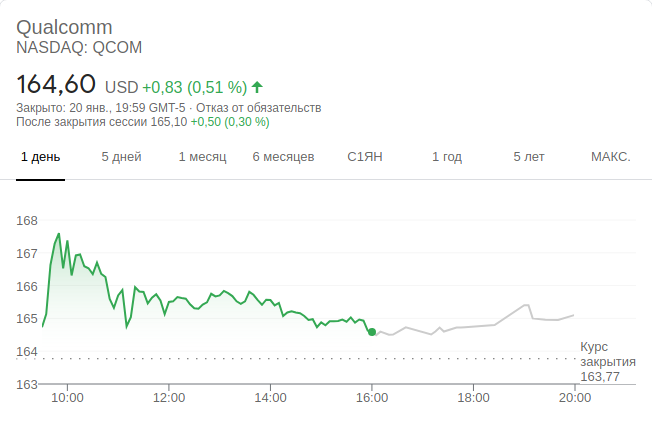 Qualcomm
NASDAQ: QCOM
164,60 USD +0,83 (0,51 %)
Закрыто: 20 янв., 19:59 GMT-5 · Отказ от обязательств
После закрытия сессии 165,10 +0,50 (0,30 %)
1 день 5 дней 1 месяц 6 месяцев С1ЯН 1 год 5 лет МАКС.
168
167
166
165
164
Курс
закрытия
163,77
163
10:00 12:00 14:00 16:00 18:00 20:00